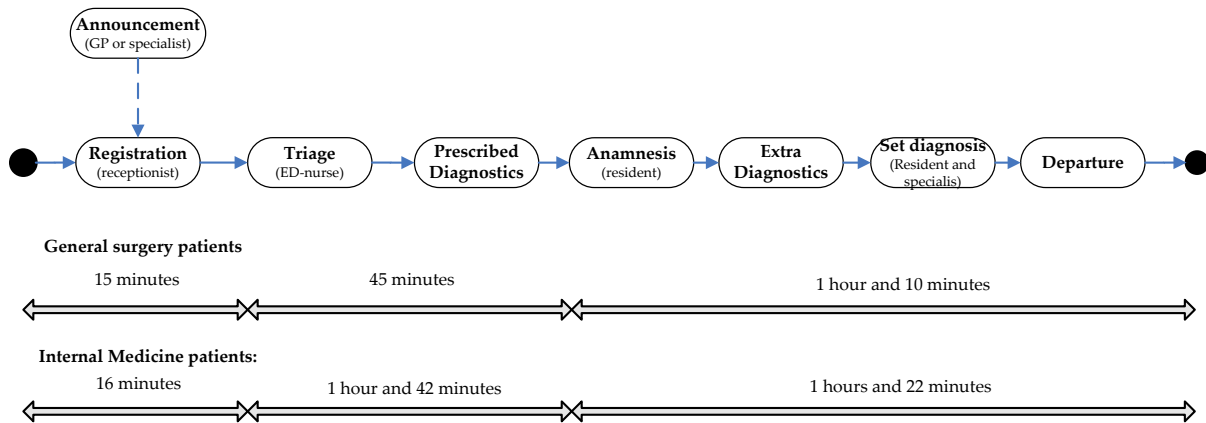 Announcement
(GP or specialist)
Registration
(receptionist)
Triage
(ED-nurse)
Prescribed
Diagnostics
Anamnesis
(resident)
Extra
Diagnostics
Set diagnosis
(Resident and
specialis)
Departure
General surgery patients
15 minutes
45 minutes
1 hour and 10 minutes
Internal Medicine patients:
16 minutes
1 hour and 42 minutes
1 hours and 22 minutes